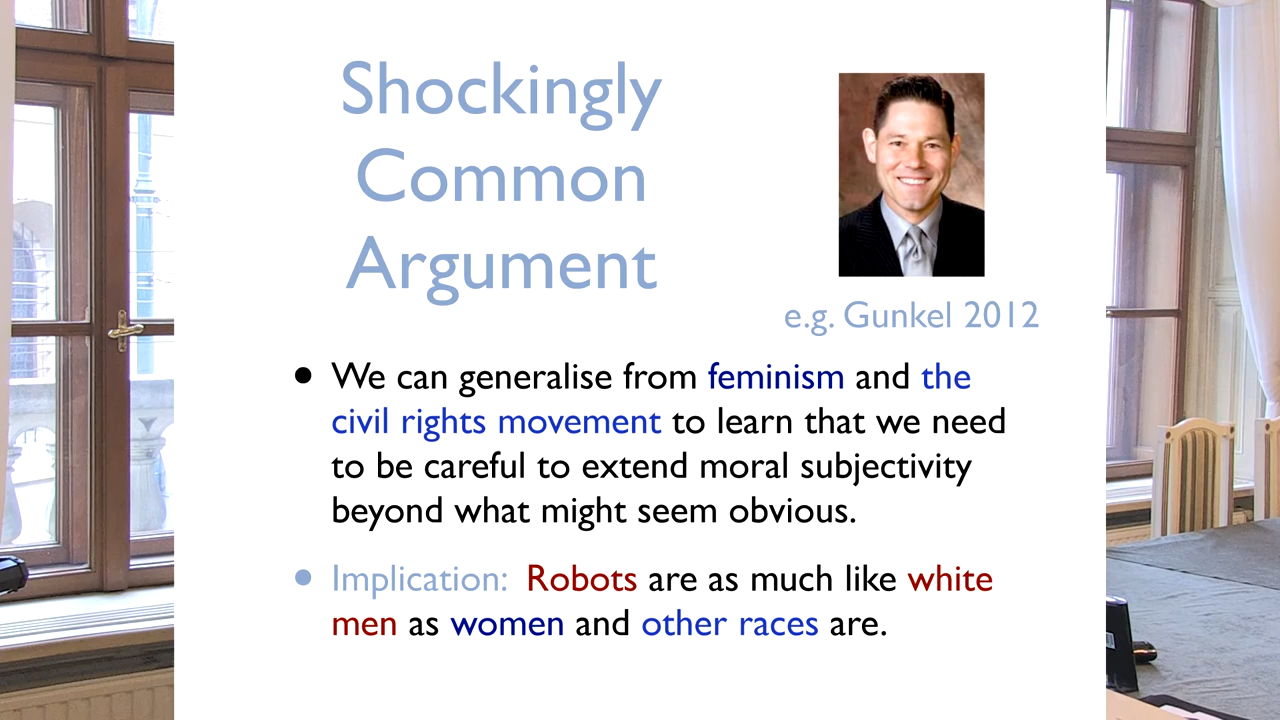 Shockingly
Common
Argument
e.g. Gunkel 2012
• We can generalise from feminism and the
civil rights movement to learn that we need
to be careful to extend moral subjectivity
beyond what might seem obvious.
• Implication: Robots are as much like white
men as women and other races are.